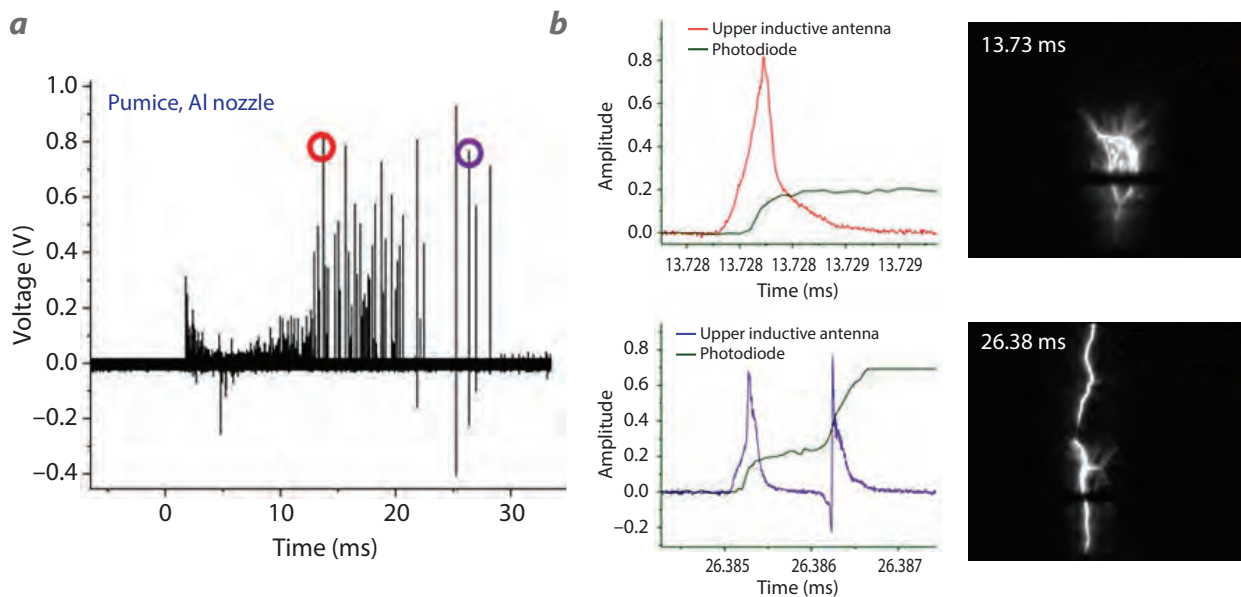 a
Pumice, Al nozzle
1.0
0.8
0.6
0.4
0.2
0.0
−0.2
−0.4
Voltage (V)
0 10 20 30
Time (ms)
b
Upper inductive antenna
Photodiode
0.8
0.6
0.4
0.2
0.0
Amplitude
13.728 13.728 13.728 13.729 13.729
Time (ms)
13.73 ms
Upper inductive antenna
Photodiode
0.8
0.6
0.4
0.2
0.0
−0.2
Amplitude
26.385 26.386 26.387
Time (ms)
26.38 ms